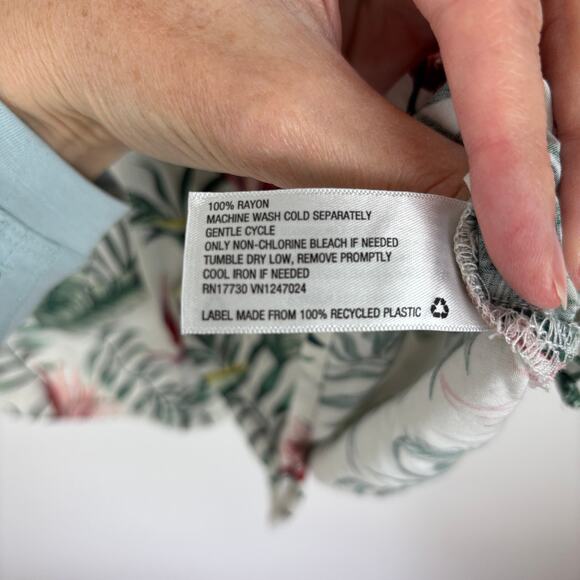 100% RAYON
MACHINE WASH COLD SEPARATELY
GENTLE CYCLE
ONLY NON-CHLORINE BLEACH IF NEEDED
TUMBLE DRY LOW, REMOVE PROMPTLY
COOL IRON IF NEEDED
RN17730 VN1247024
LABEL MADE FROM 100% RECYCLED PLASTIC